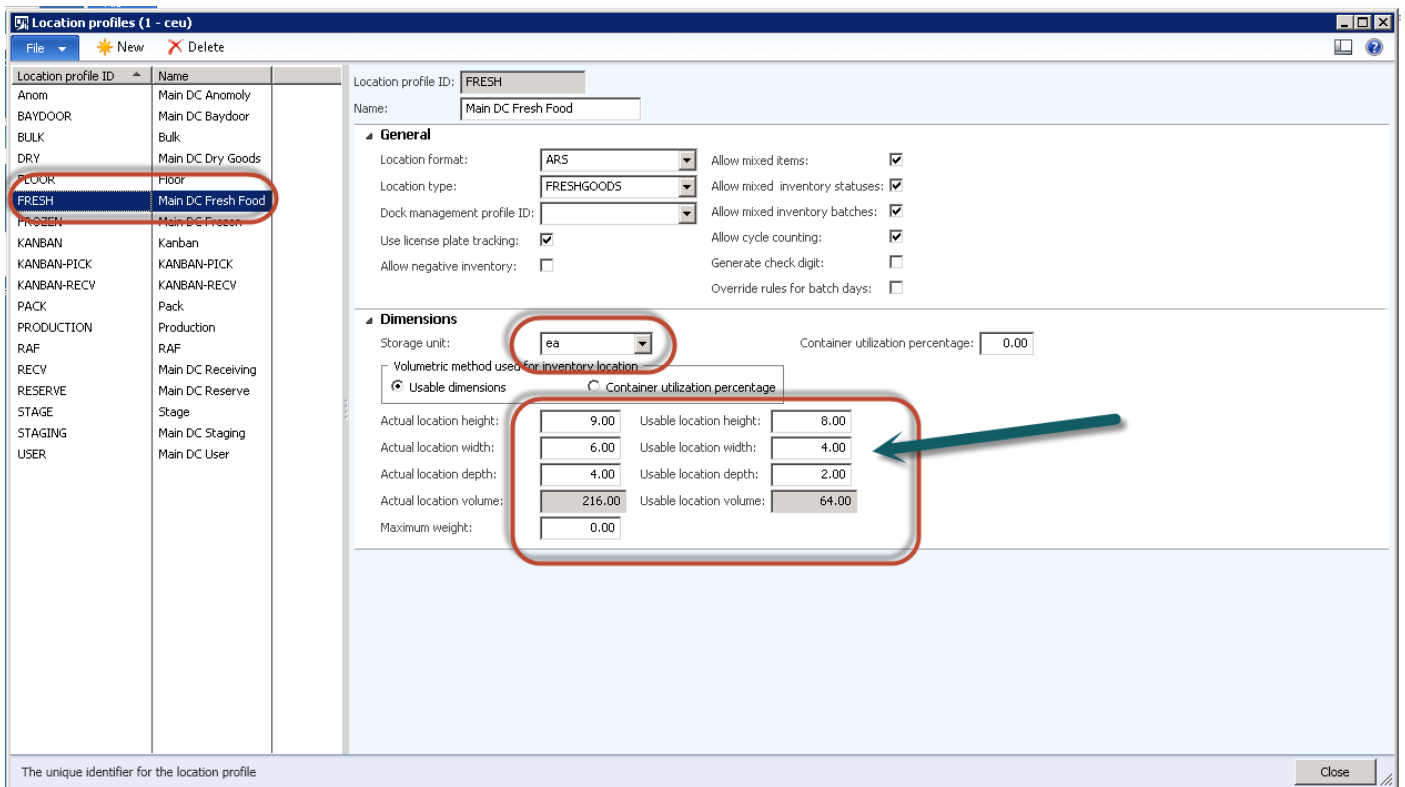 Location profiles (1 - ceu)
File New Delete
Location profile ID Name
Anom Main DC Anomoly
BAYDOOR Main DC Baydoor
BULK Bulk
DRY Main DC Dry Goods
FLOOR Floor
FRESH Main DC Fresh Food
FROZEN Main DC Frozen
KANBAN Kanban
KANBAN-PICK KANBAN-PICK
KANBAN-RECV KANBAN-RECV
PACK Pack
PRODUCTION Production
RAF RAF
RECV Main DC Receiving
RESERVE Main DC Reserve
STAGE Stage
STAGING Main DC Staging
USER Main DC User
Location profile ID: FRESH
Name: Main DC Fresh Food
General
Location format: ARS Allow mixed items:
Location type: FRESHGOODS Allow mixed inventory statuses:
Dock management profile ID: Allow mixed inventory batches:
Use license plate tracking: Allow cycle counting:
Allow negative inventory: Generate check digit:
Override rules for batch days:
Dimensions
Storage unit: ea Container utilization percentage: 0.00
Volumetric method used for inventory location
Usable dimensions Container utilization percentage
Actual location height: 9.00 Usable location height: 8.00
Actual location width: 6.00 Usable location width: 4.00
Actual location depth: 4.00 Usable location depth: 2.00
Actual location volume: 216.00 Usable location volume: 64.00
Maximum weight: 0.00
The unique identifier for the location profile Close